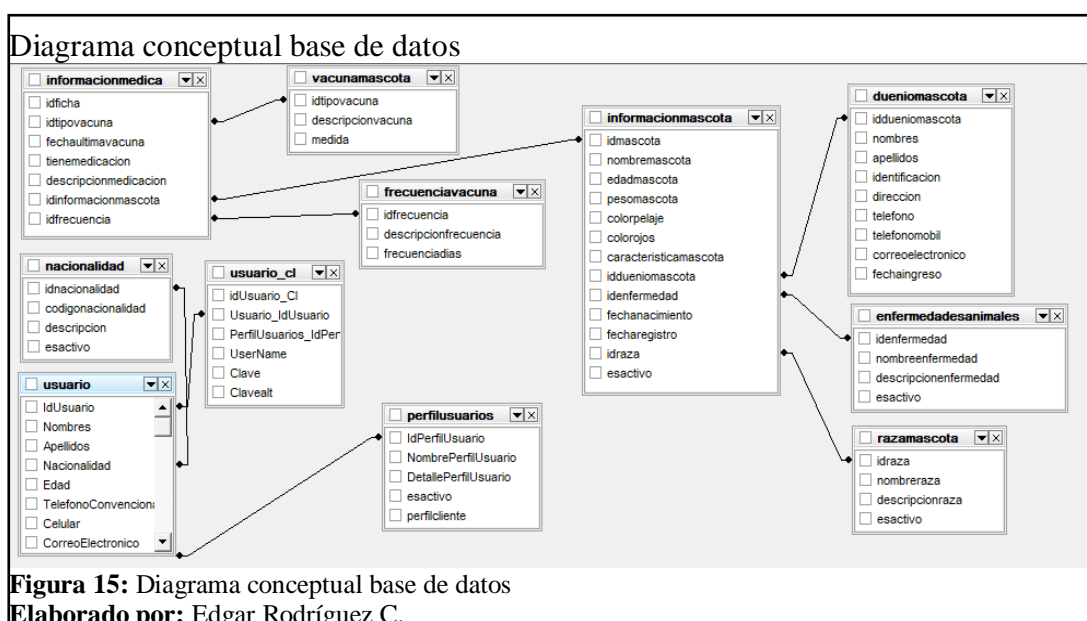 Diagrama conceptual base de datos
informacionmedica
idficha
idtipovacuna
fechaultimavacuna
tienemedicacion
descripcionmedicacion
idinformacionmascota
idfrecuencia
vacunamascota
idtipovacuna
descripcionvacuna
medida
frecuenciavacuna
idfrecuencia
descripcionfrecuencia
frecuenciadias
informacionmascota
idmascota
nombremascota
edadmascota
pesomascota
colorpelaje
colorojos
caracteristicamascota
iddueniomascota
idenfermedad
fechanacimiento
fecharegistro
idraza
esactivo
dueniomascota
iddueniomascota
nombres
apellidos
identificacion
direccion
telefono
telefonomobil
correoelectronico
fechaingreso
nacionalidad
idnacionalidad
codigonacionalidad
descripcion
esactivo
usuario_cl
idUsuario_Cl
Usuario_IdUsuario
PerfilUsuarios_IdPer
UserName
Clave
Clavealt
usuario
IdUsuario
Nombres
Apellidos
Nacionalidad
Edad
TelefonoConvenciona
Celular
CorreoElectronico
perfilusuarios
IdPerfilUsuario
NombrePerfilUsuario
DetallePerfilUsuario
esactivo
perfilcliente
enfermedadesanimales
idenfermedad
nombreenfermedad
descripcionenfermedad
esactivo
razamascota
idraza
nombreraza
descripcionraza
esactivo
Figura 15: Diagrama conceptual base de datos
Elaborado por: Edgar Rodríguez C.